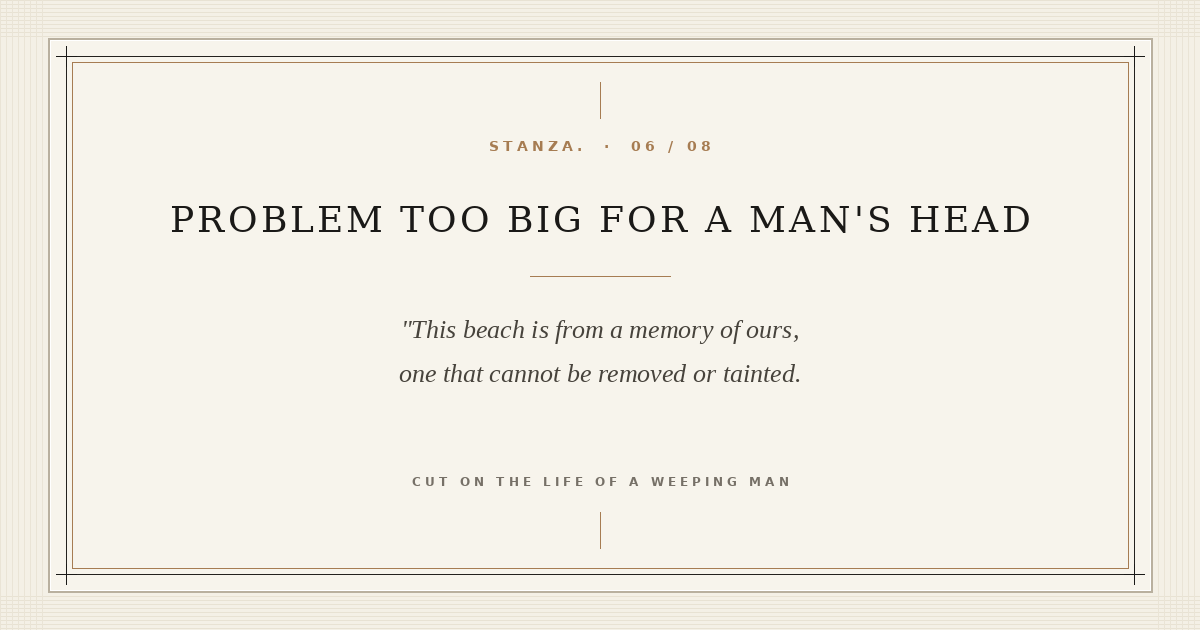 STANZA. · 06 / 08
PROBLEM TOO BIG FOR A MAN'S HEAD
"This beach is from a memory of ours,
one that cannot be removed or tainted.
CUT ON THE LIFE OF A WEEPING MAN